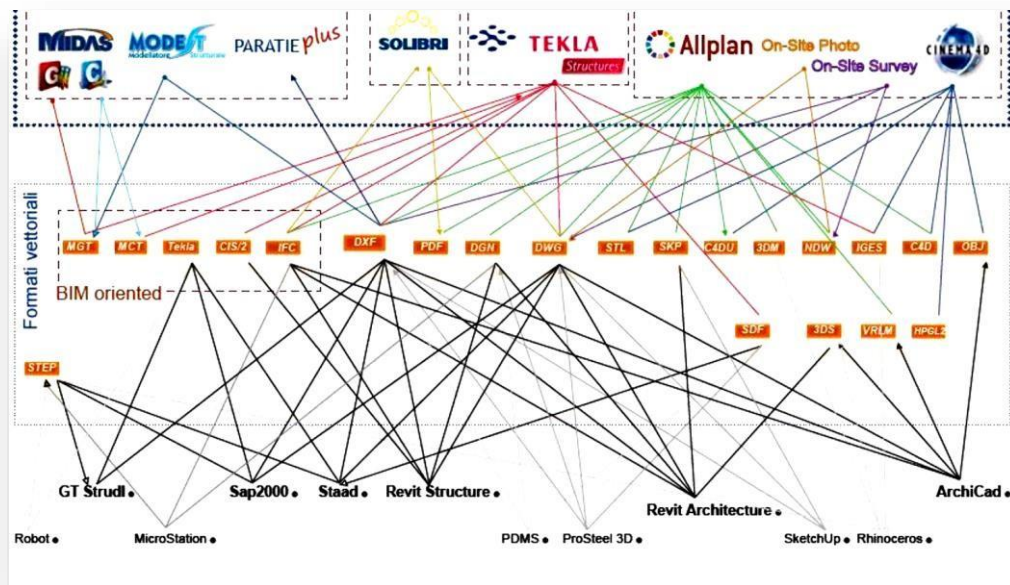 MIDAS
MODEST
Modellatore Strutturale
PARATIE plus
SOLIBRI
TEKLA
Structures
Allplan
On-Site Photo
On-Site Survey
CINEMA 4D
G
C
Formati vettoriali
MGT
MCT
Tekla
CIS/2
IFC
DXF
PDF
DGN
DWG
STL
SKP
C4DU
3DM
NDW
IGES
C4D
OBJ
BIM oriented
SDF
3DS
VRLM
HPGL2
STEP
GT Strudl
Sap2000
Staad
Revit Structure
Revit Architecture
ArchiCad
Robot
MicroStation
PDMS
ProSteel 3D
SketchUp
Rhinoceros